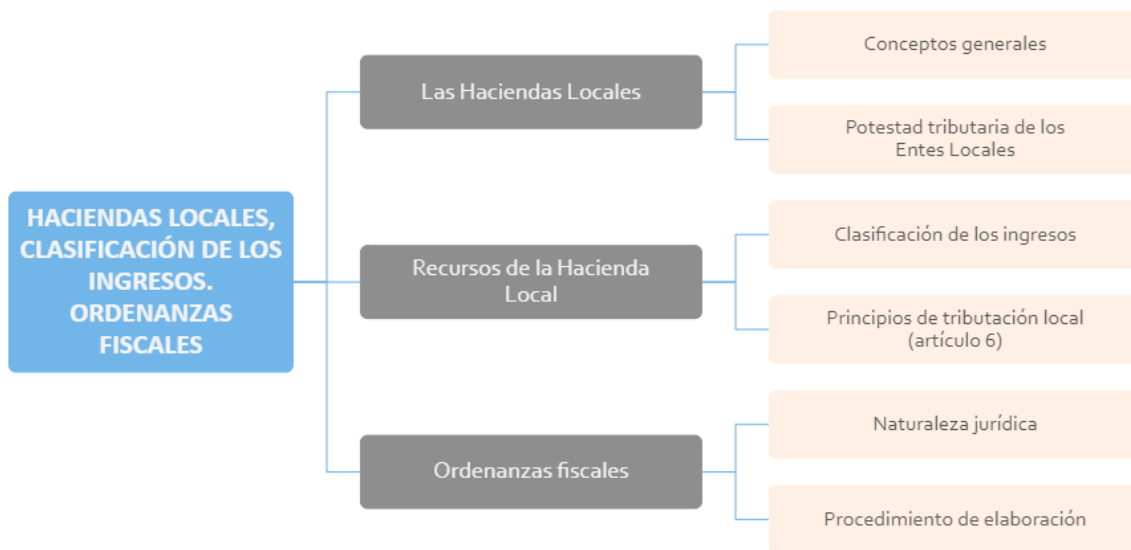 HACIENDAS LOCALES,
CLASIFICACIÓN DE LOS
INGRESOS.
ORDENANZAS
FISCALES
Las Haciendas Locales
Conceptos generales
Potestad tributaria de los
Entes Locales
Recursos de la Hacienda
Local
Clasificación de los ingresos
Principios de tributación local
(artículo 6)
Ordenanzas fiscales
Naturaleza jurídica
Procedimiento de elaboración